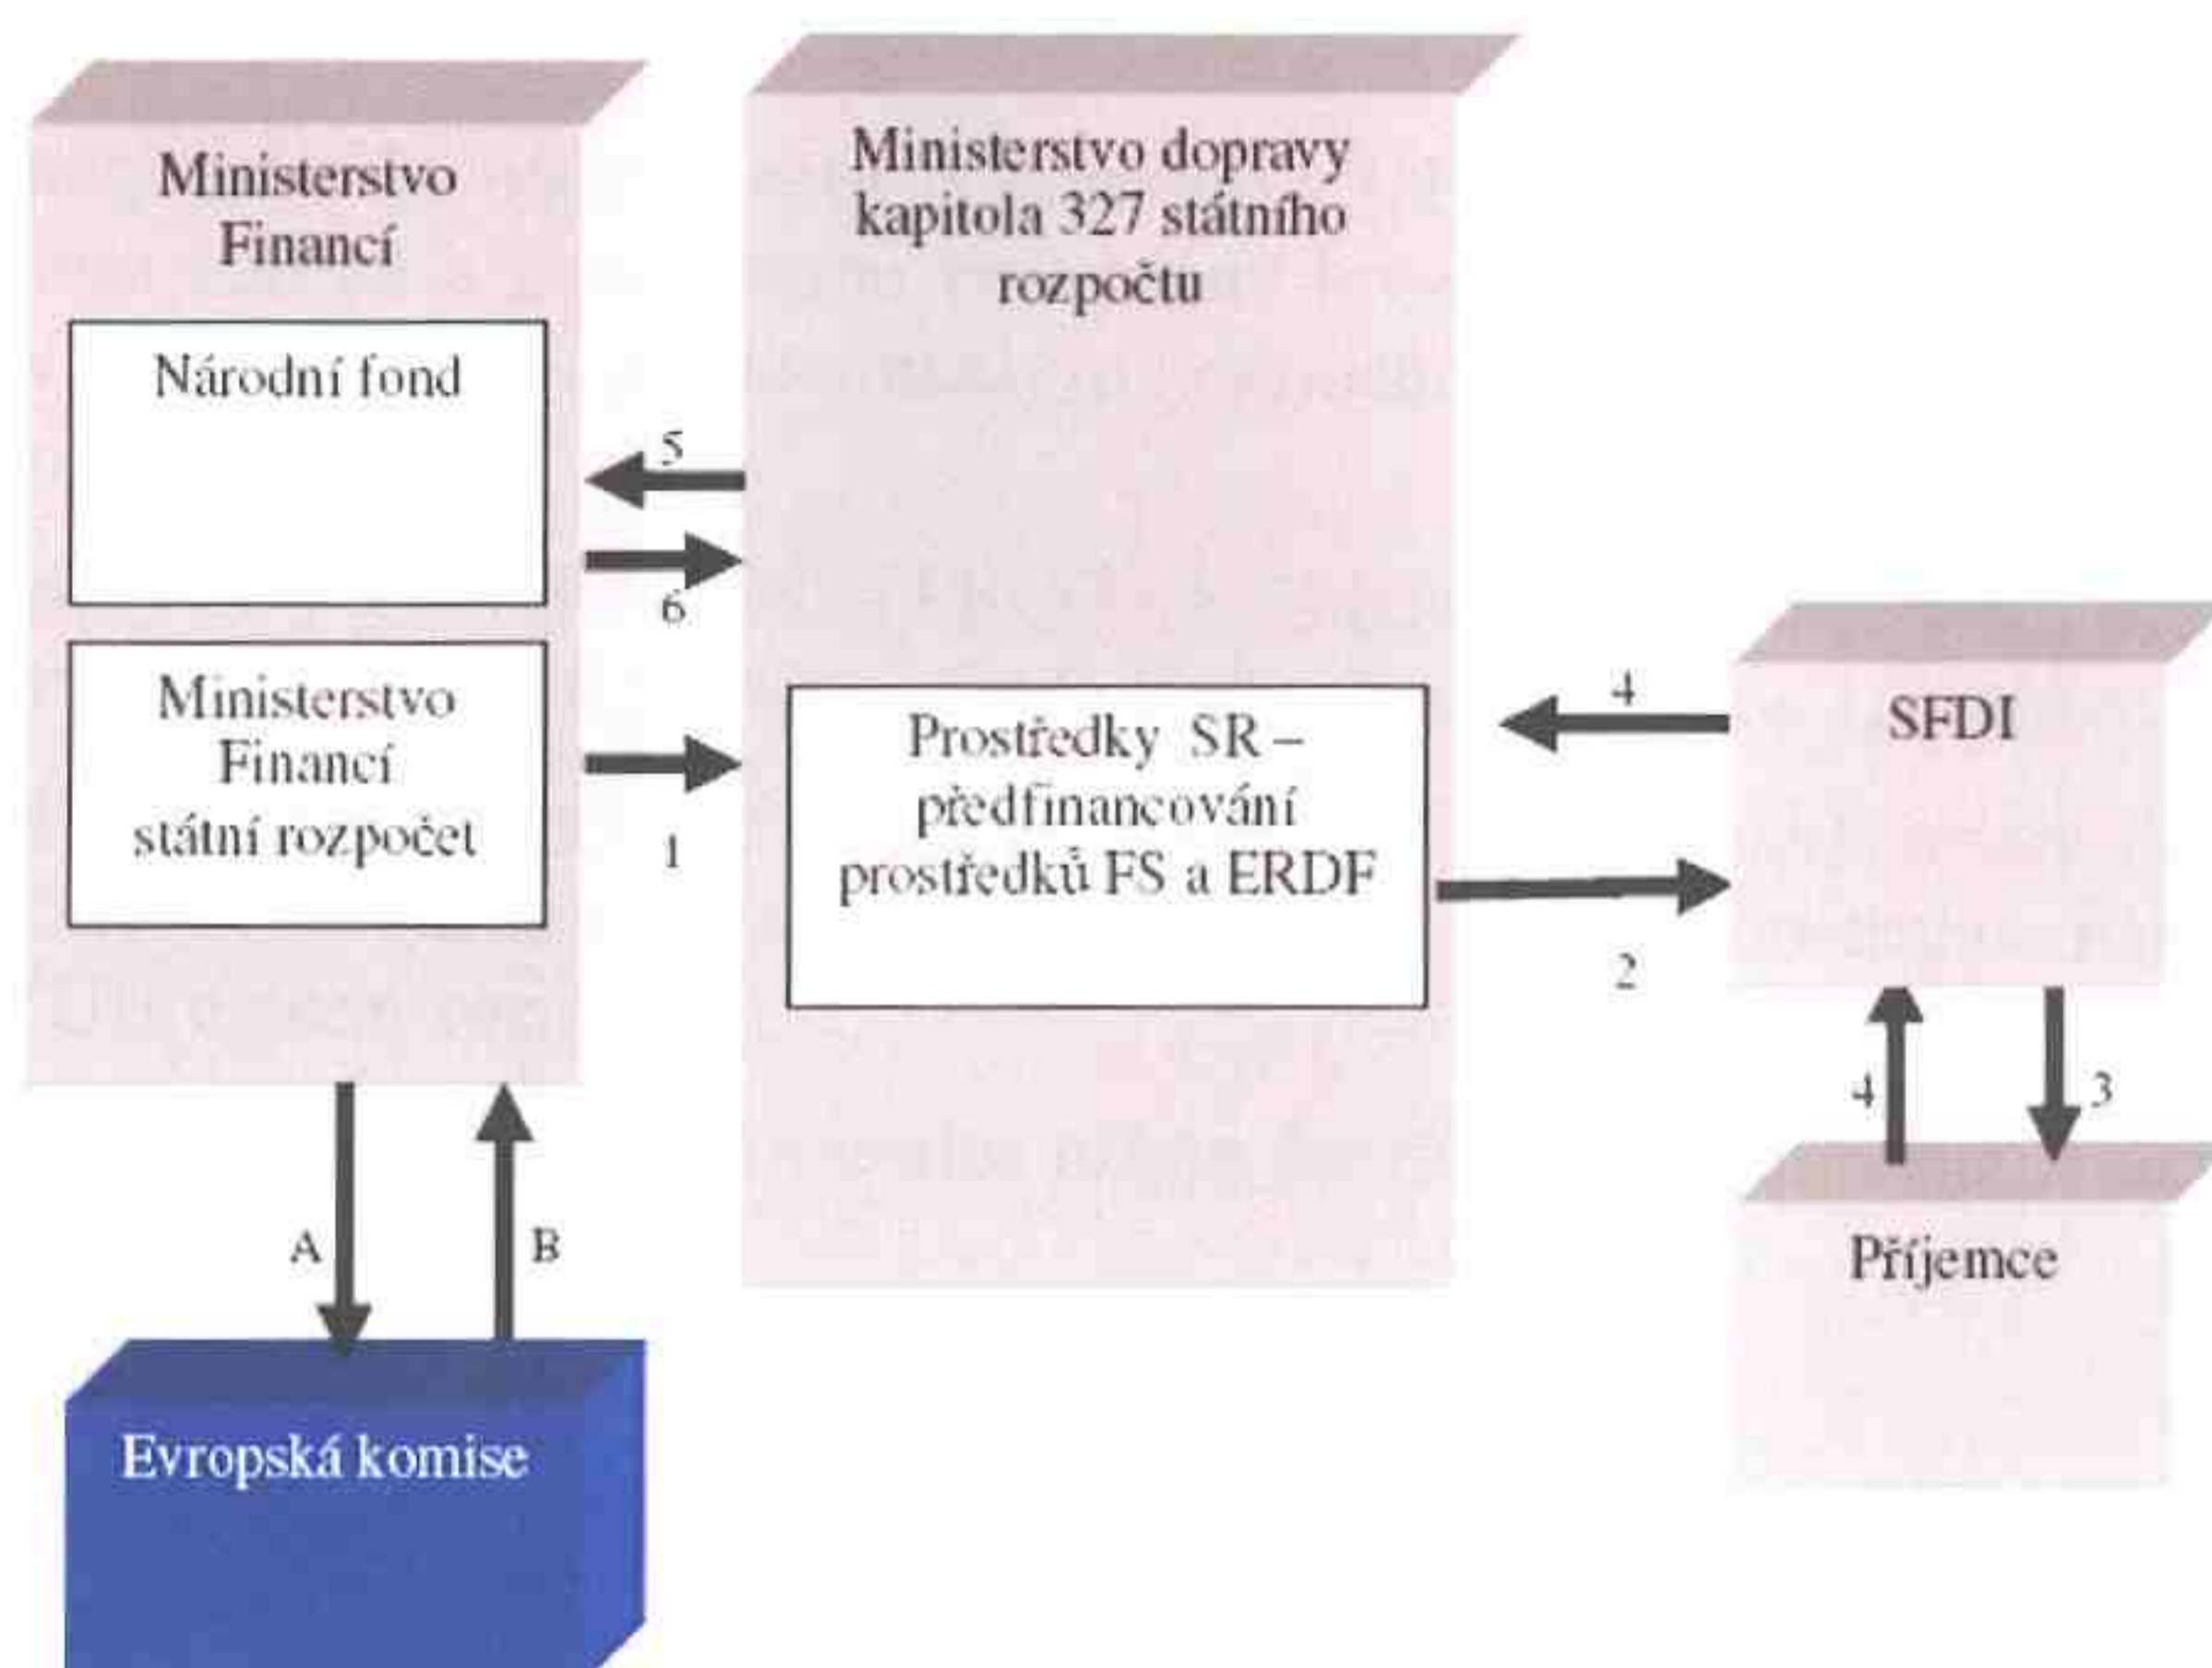 Ministerstvo
Financí
Národní fond
Ministerstvo
Financí
státní rozpočet
5
6
1
Ministerstvo dopravy
kapitola 327 státního
rozpočtu
Prostředky SR –
předfinancování
prostředků FS a ERDF
4
2
SFDI
4
3
Příjemce
A
B
Evropská komise